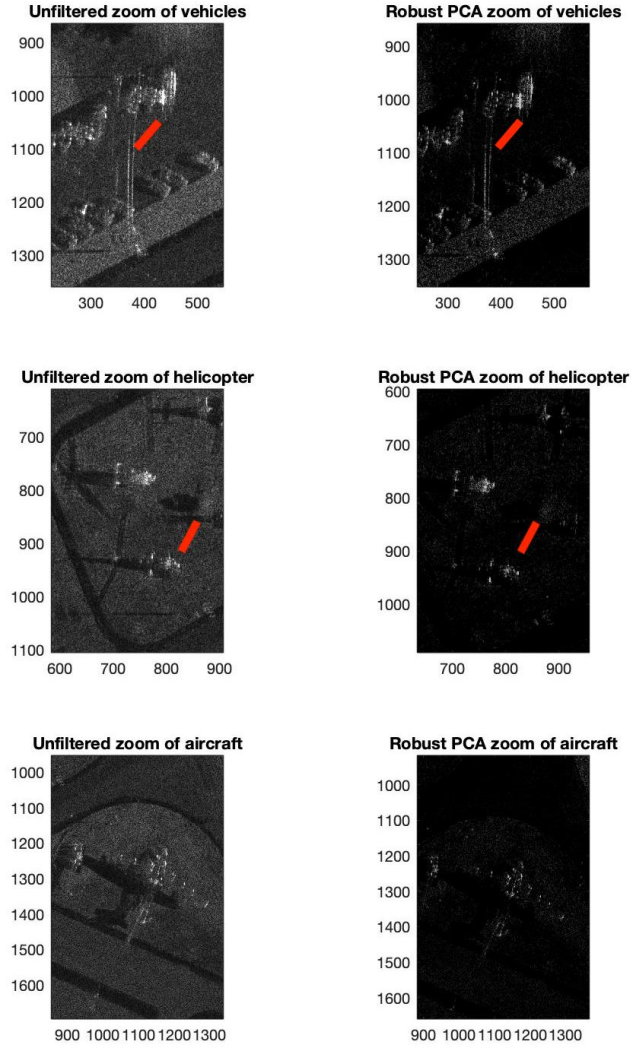 Unfiltered zoom of vehicles
900
1000
1100
1200
1300
300 400 500
Robust PCA zoom of vehicles
900
1000
1100
1200
1300
300 400 500
Unfiltered zoom of helicopter
700
800
900
1000
1100
600 700 800 900
Robust PCA zoom of helicopter
600
700
800
900
1000
700 800 900
Unfiltered zoom of aircraft
1000
1100
1200
1300
1400
1500
1600
900 1000 1100 1200 1300
Robust PCA zoom of aircraft
1000
1100
1200
1300
1400
1500
1600
900 1000 1100 1200 1300